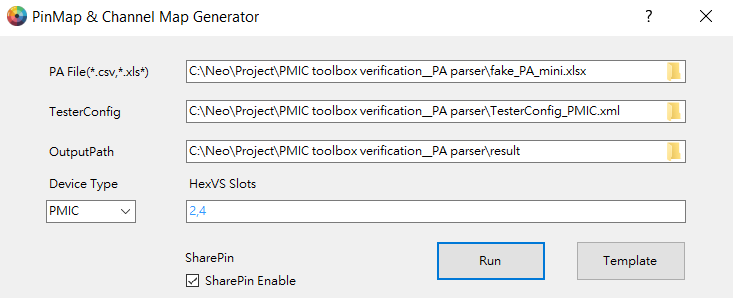 PinMap & Channel Map Generator
PA File(*.csv,*.xls*)
C:\Neo\Project\PMIC toolbox verification__PA parser\fake_PA_mini.xlsx
TesterConfig
C:\Neo\Project\PMIC toolbox verification__PA parser\TesterConfig_PMIC.xml
OutputPath
C:\Neo\Project\PMIC toolbox verification__PA parser\result
Device Type
HexVS Slots
PMIC
2,4
SharePin
SharePin Enable
Run
Template